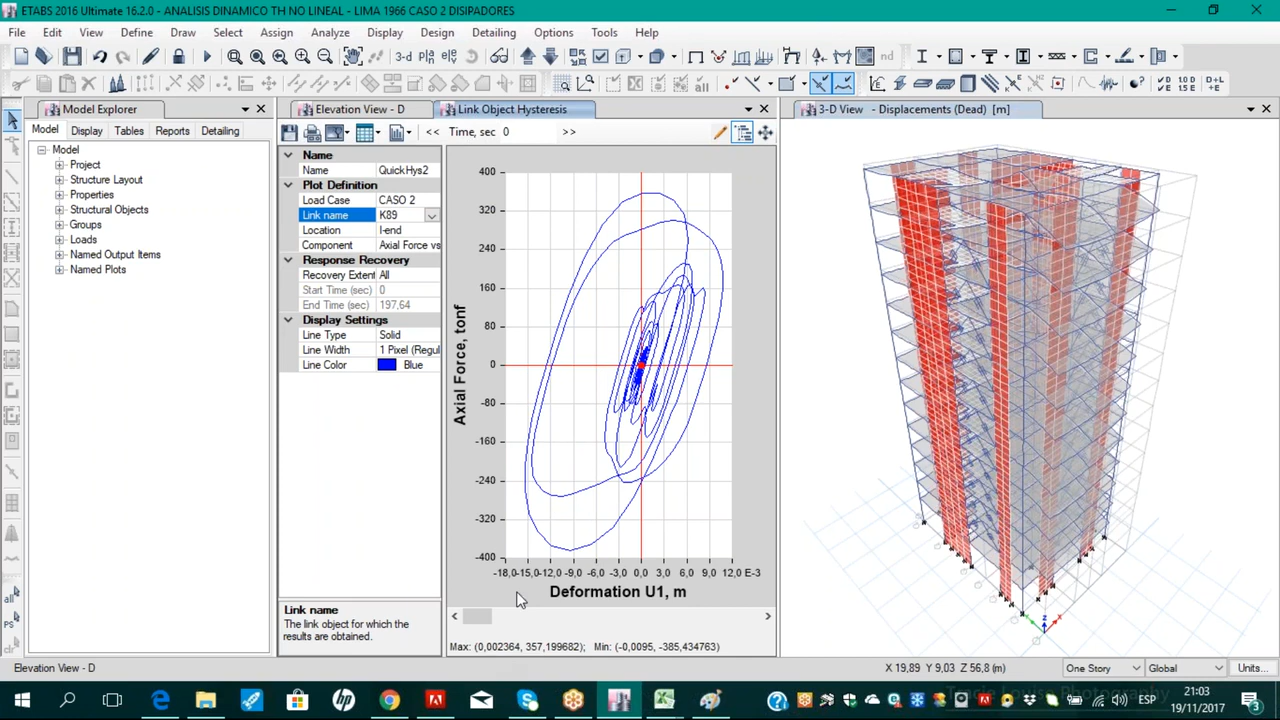 ETABS 2016 Ultimate 16.2.0 - ANALISIS DINAMICO TH NO LINEAL - LIMA 1966 CASO 2 DISIPADORES
File Edit View Define Draw Select Assign Analyze Display Design Detailing Options Tools Help
3-d pla ele nd
all
Model Explorer
Model Display Tables Reports Detailing
Model
Project
Structure Layout
Properties
Structural Objects
Groups
Loads
Named Output Items
Named Plots
all
PS
clr
Elevation View - D
Link Object Hysteresis
<< Time, sec 0 >>
Name
Name QuickHys2
Plot Definition
Load Case CASO 2
Link name K89
Location I-end
Component Axial Force vs
Response Recovery
Recovery Extent All
Start Time (sec) 0
End Time (sec) 197,64
Display Settings
Line Type Solid
Line Width 1 Pixel (Regul
Line Color Blue
Link name
The link object for which the
results are obtained.
Axial Force, tonf
400
320
240
160
80
0
-80
-160
-240
-320
-400
-18,0 -15,0 -12,0 -9,0 -6,0 -3,0 0,0 3,0 6,0 9,0 12,0 E-3
Deformation U1, m
Max: (0,002364, 357,199682); Min: (-0,0095, -385,434763)
3-D View - Displacements (Dead) [m]
Z
X
Elevation View - D
X 19,89 Y 9,03 Z 56,8 (m)
One Story
Global
Units...
ESP
21:03
19/11/2017